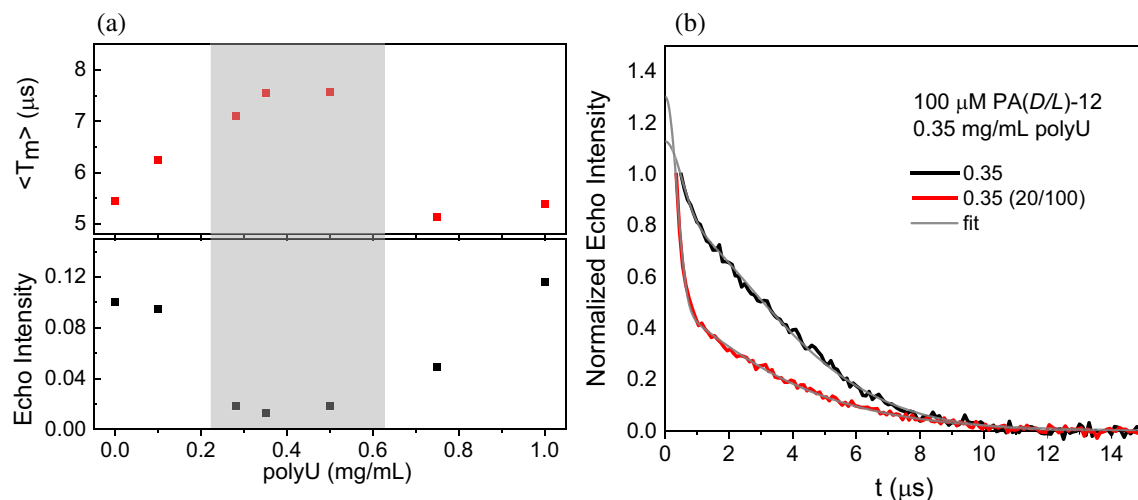 (a)
(b)
8
7
6
5
<Tm> (μs)
0.12
0.08
0.04
0.00
Echo Intensity
0.0 0.2 0.4 0.6 0.8 1.0
polyU (mg/mL)
1.4
1.2
1.0
0.8
0.6
0.4
0.2
0.0
Normalized Echo Intensity
100 μM PA(D/L)-12
0.35 mg/mL polyU
0.35
0.35 (20/100)
fit
0 2 4 6 8 10 12 14
t (μs)